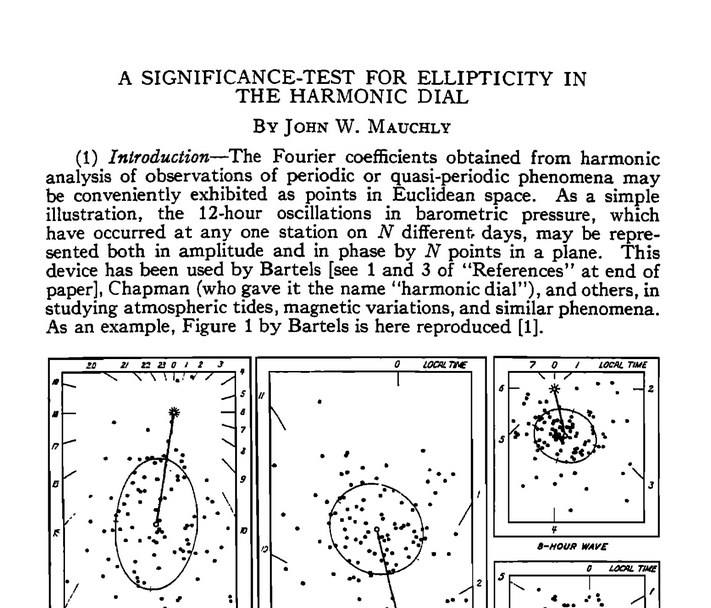 A SIGNIFICANCE-TEST FOR ELLIPTICITY IN
THE HARMONIC DIAL
BY JOHN W. MAUCHLY
(1) Introduction—The Fourier coefficients obtained from harmonic
analysis of observations of periodic or quasi-periodic phenomena may
be conveniently exhibited as points in Euclidean space. As a simple
illustration, the 12-hour oscillations in barometric pressure, which
have occurred at any one station on N different days, may be repre-
sented both in amplitude and in phase by N points in a plane. This
device has been used by Bartels [see 1 and 3 of "References" at end of
paper], Chapman (who gave it the name "harmonic dial"), and others, in
studying atmospheric tides, magnetic variations, and similar phenomena.
As an example, Figure 1 by Bartels is here reproduced [1].
20 21 22 23 0 1 2 3 4
5
6
7
8
9
10
19
18
17
16
15
0 LOCAL TIME
11
1
10
2
7 0 1 LOCAL TIME
6 2
5
3
4
8-HOUR WAVE
0 LOCAL TIME
5 1